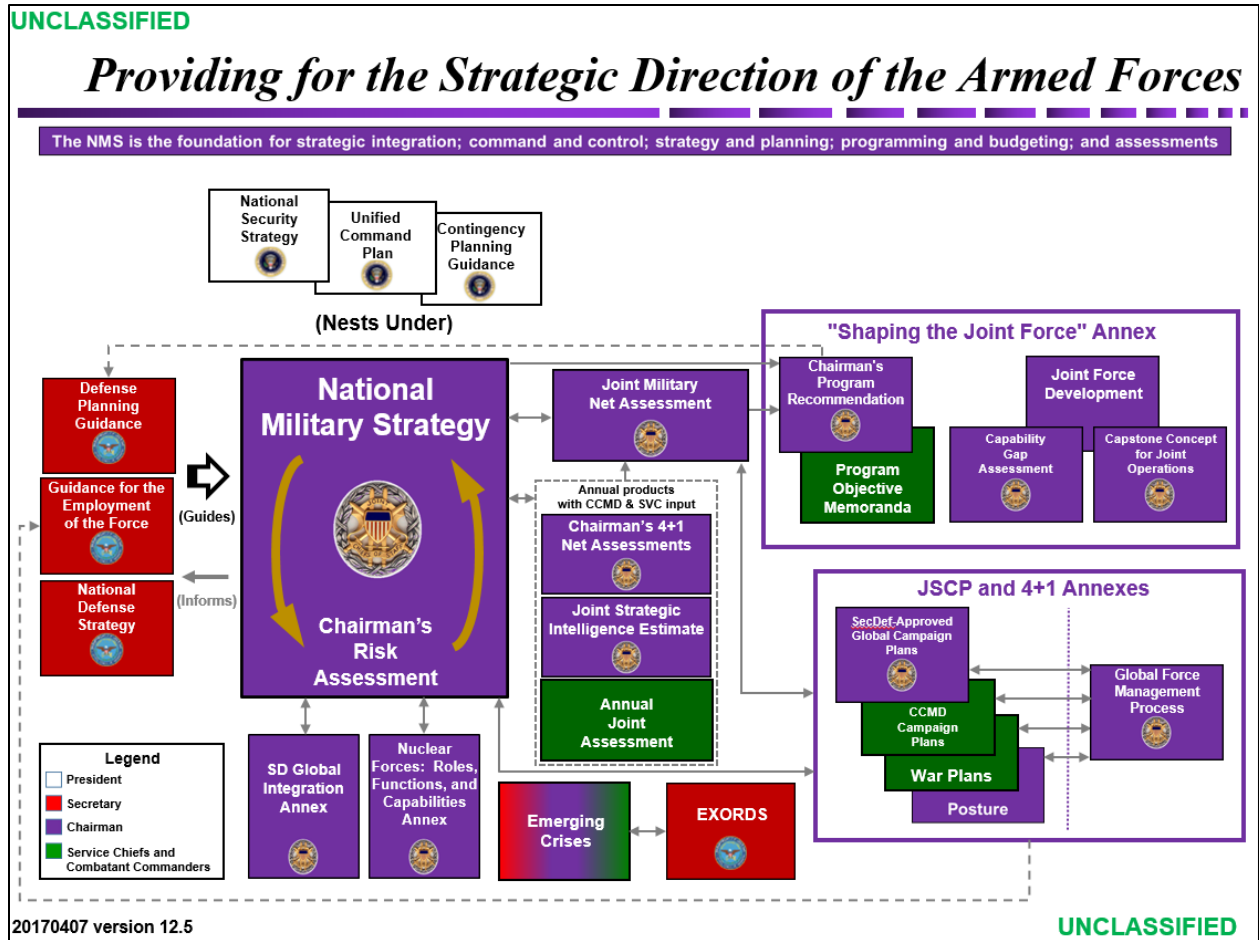 UNCLASSIFIED
Providing for the Strategic Direction of the Armed Forces
The NMS is the foundation for strategic integration; command and control; strategy and planning; programming and budgeting; and assessments
National
Security
Strategy
Unified
Command
Plan
Contingency
Planning
Guidance
(Nests Under)
Defense
Planning
Guidance
Guidance for the
Employment
of the Force
National
Defense
Strategy
(Guides)
(Informs)
National
Military Strategy
Chairman's
Risk
Assessment
Joint Military
Net Assessment
Annual products
with CCMD & SVC input
Chairman's 4+1
Net Assessments
Joint Strategic
Intelligence Estimate
Annual
Joint
Assessment
"Shaping the Joint Force" Annex
Chairman's
Program
Recommendation
Program
Objective
Memoranda
Joint Force
Development
Capability
Gap
Assessment
Capstone Concept
for Joint
Operations
JSCP and 4+1 Annexes
SecDef-Approved
Global Campaign
Plans
CCMD
Campaign
Plans
War Plans
Posture
Global Force
Management
Process
Legend
President
Secretary
Chairman
Service Chiefs and
Combatant Commanders
SD Global
Integration
Annex
Nuclear
Forces: Roles,
Functions, and
Capabilities
Annex
Emerging
Crises
EXORDS
20170407 version 12.5
UNCLASSIFIED